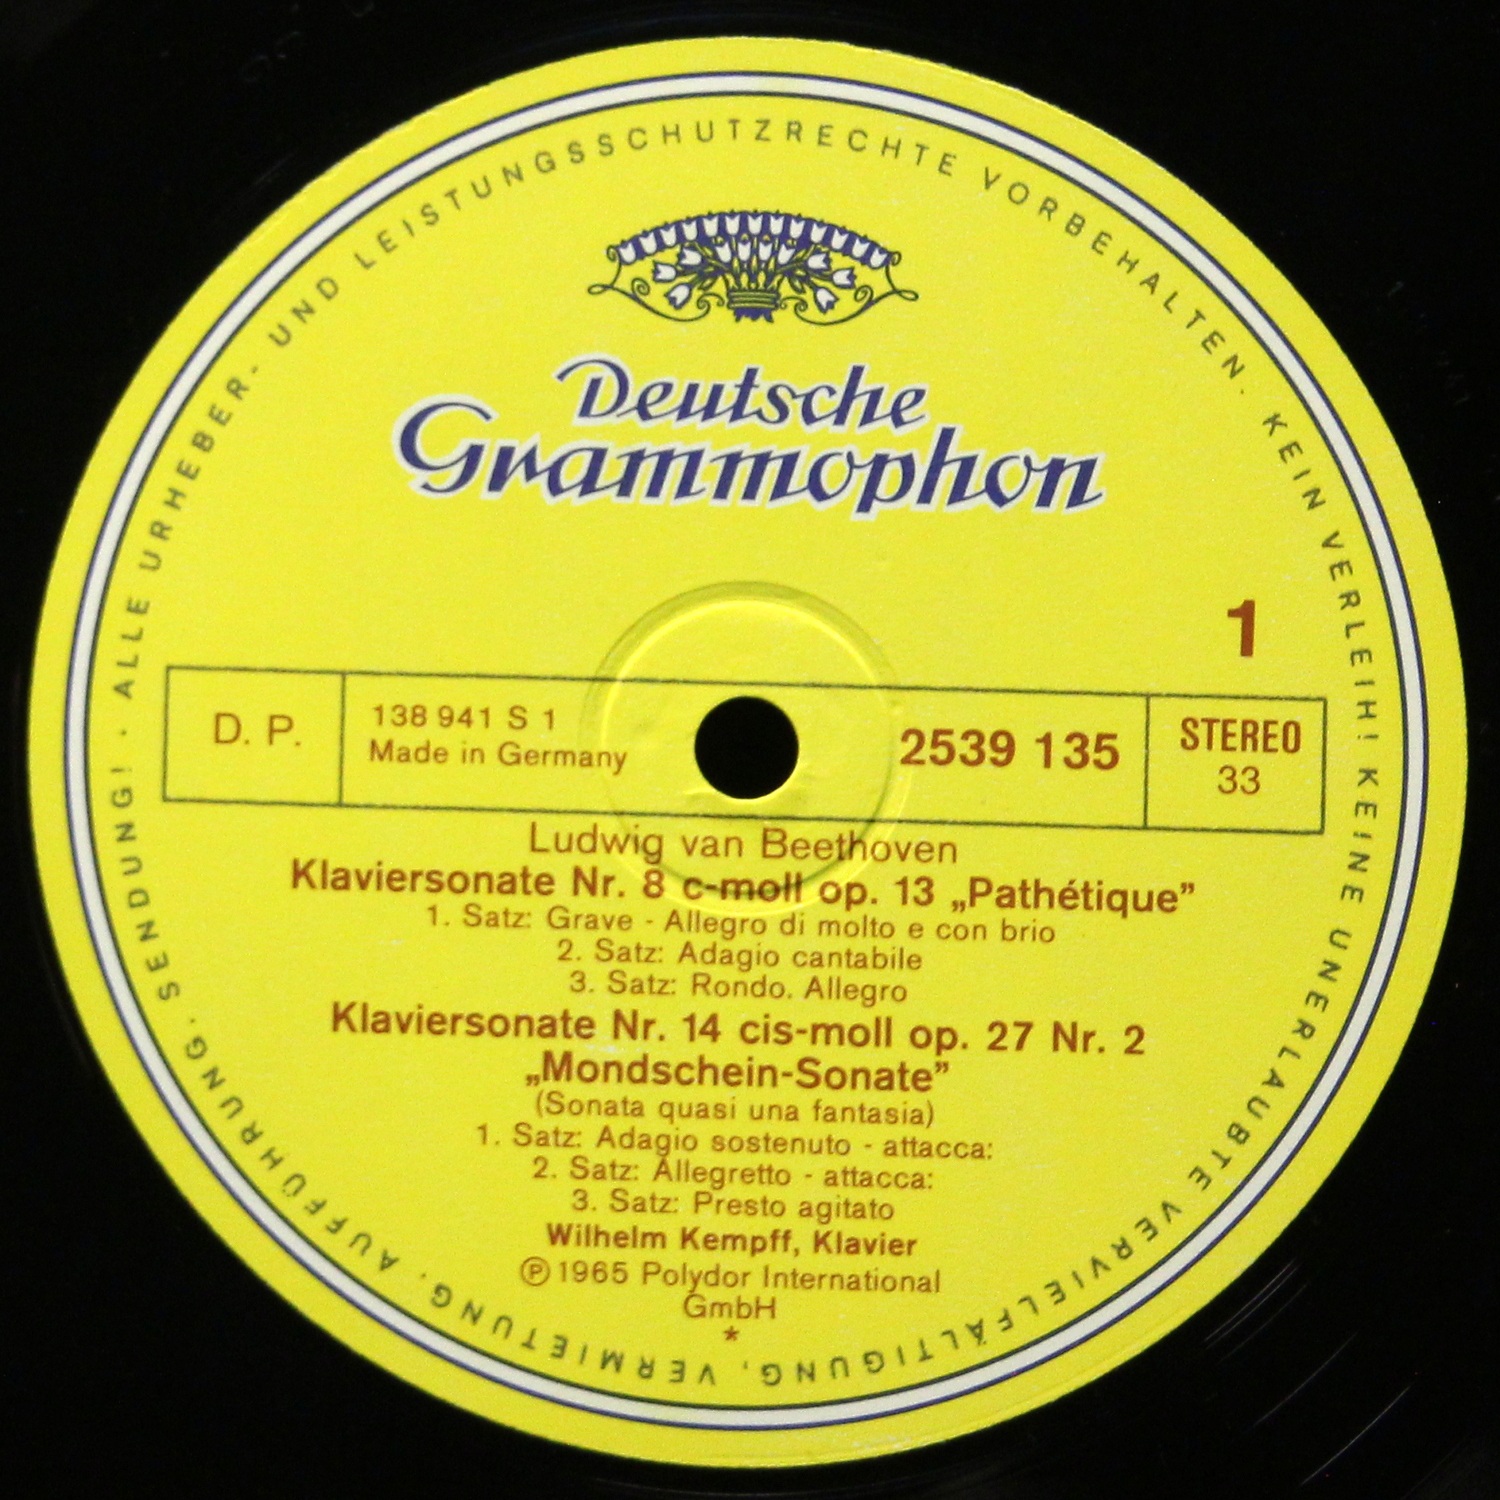 ALLE URHEBER- UND LEISTUNGSSCHUTZRECHTE VORBEHALTEN. KEIN VERLEIH! KEINE UNERLAUBTE VERVIELFÄLTIGUNG, VERMIETUNG, AUFFÜHRUNG, SENDUNG! ·
Deutsche
Grammophon
1
D. P.
138 941 S 1
Made in Germany
2539 135
STEREO
33
Ludwig van Beethoven
Klaviersonate Nr. 8 c-moll op. 13 „Pathétique”
1. Satz: Grave - Allegro di molto e con brio
2. Satz: Adagio cantabile
3. Satz: Rondo. Allegro
Klaviersonate Nr. 14 cis-moll op. 27 Nr. 2
„Mondschein-Sonate”
(Sonata quasi una fantasia)
1. Satz: Adagio sostenuto - attacca:
2. Satz: Allegretto - attacca:
3. Satz: Presto agitato
Wilhelm Kempff, Klavier
℗ 1965 Polydor International
GmbH
*